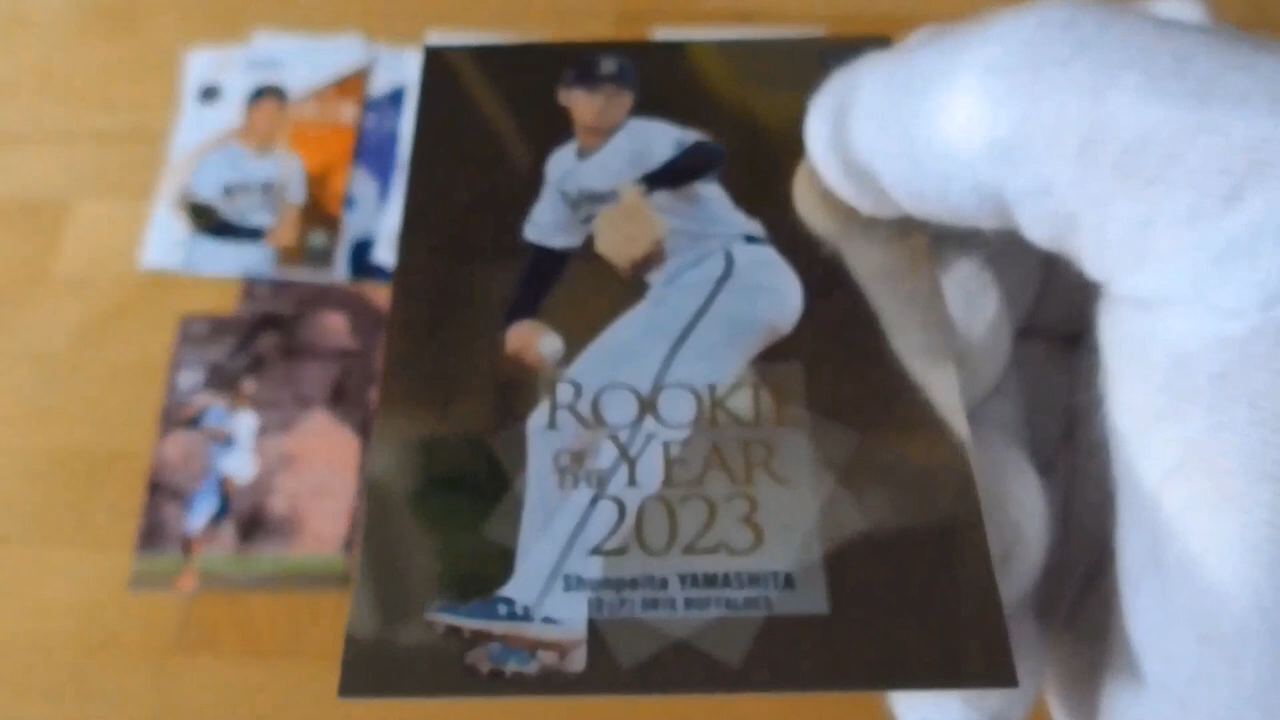 ROOKIE
OF THE YEAR
2023
Shunpeita YAMASHITA
ORIX BUFFALOES